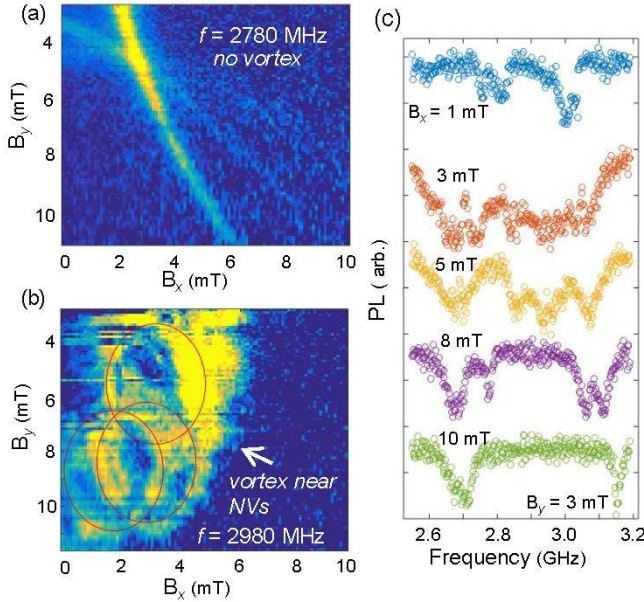 (a)
f = 2780 MHz
no vortex
4
6
8
10
B_y (mT)
0 2 4 6 8 10
B_x (mT)
(b)
4
6
8
10
B_y (mT)
vortex near
NVs
f = 2980 MHz
0 2 4 6 8 10
B_x (mT)
(c)
B_x = 1 mT
3 mT
5 mT
8 mT
10 mT
B_y = 3 mT
PL ( arb.)
2.6 2.8 3.0 3.2
Frequency (GHz)